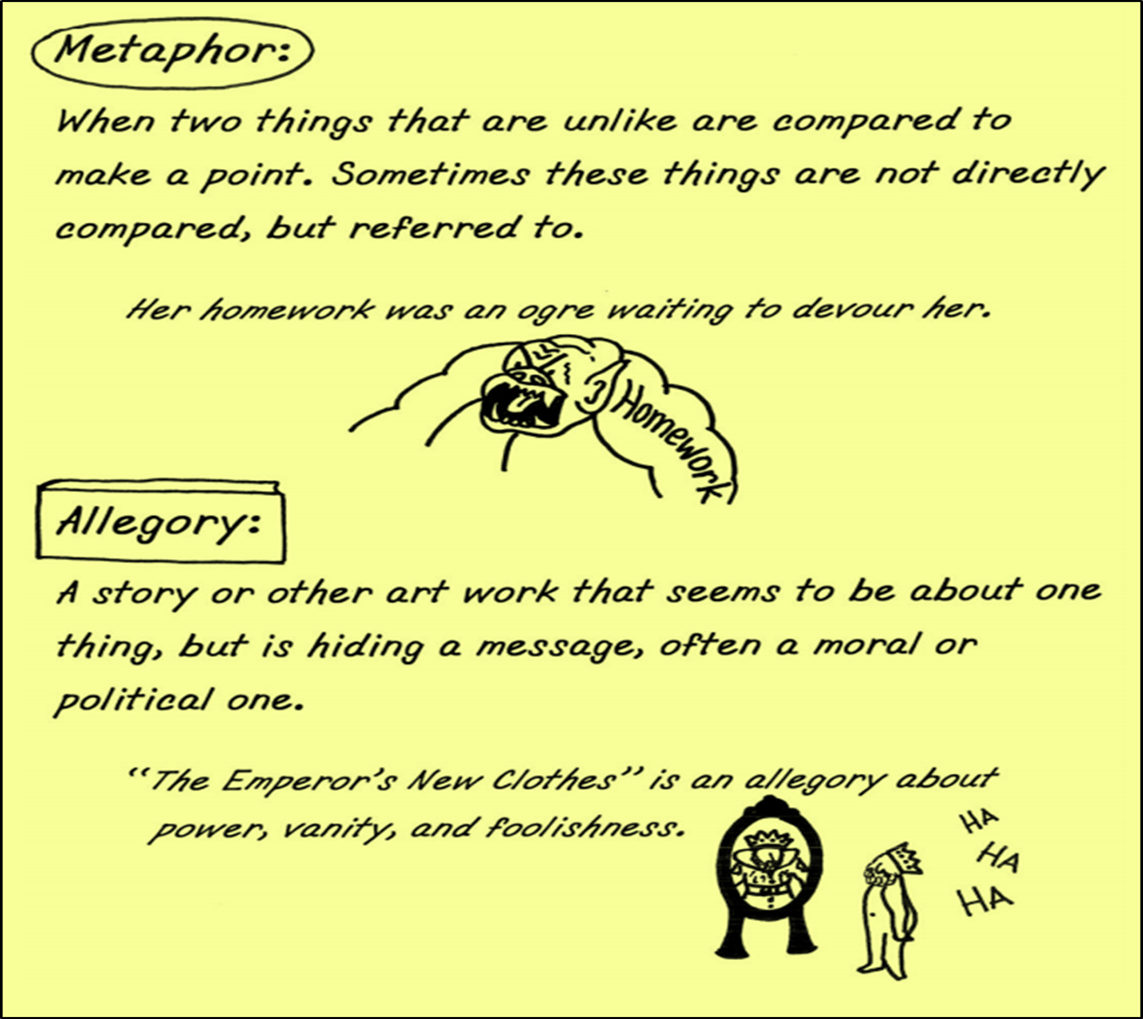 Metaphor:
When two things that are unlike are compared to
make a point. Sometimes these things are not directly
compared, but referred to.
Her homework was an ogre waiting to devour her.
Homework
Allegory:
A story or other art work that seems to be about one
thing, but is hiding a message, often a moral or
political one.
“The Emperor’s New Clothes” is an allegory about
power, vanity, and foolishness.
HA
HA
HA